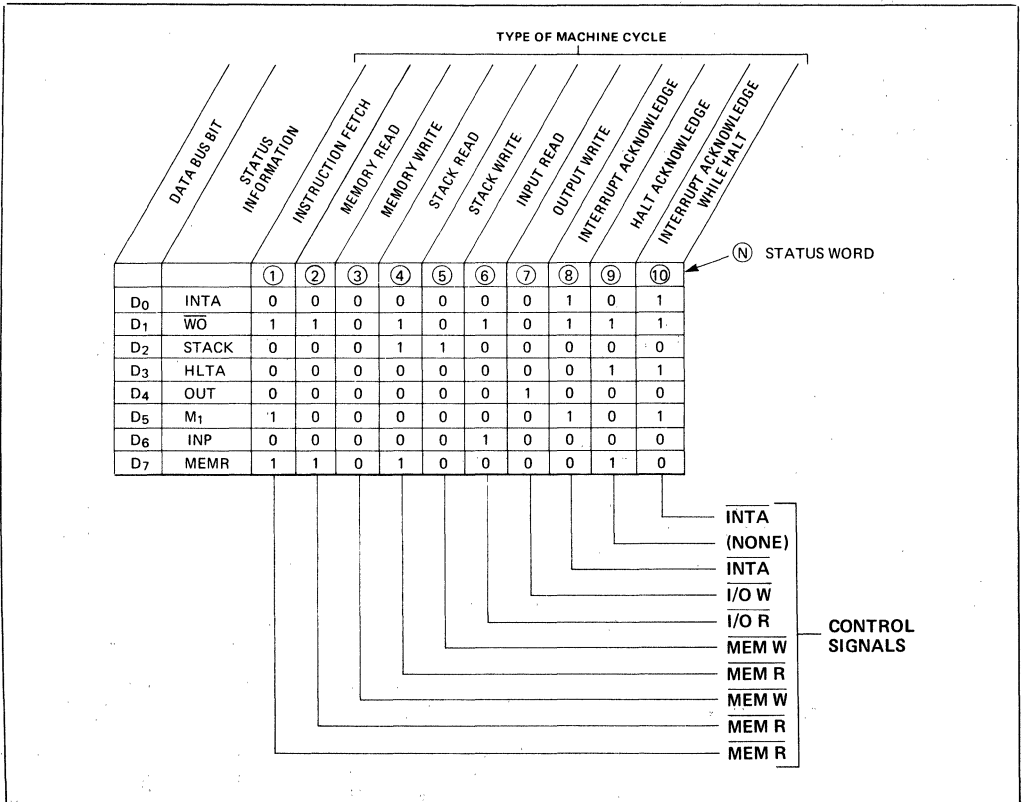 TYPE OF MACHINE CYCLE
DATA BUS BIT
STATUS INFORMATION
INSTRUCTION FETCH
MEMORY READ
MEMORY WRITE
STACK READ
STACK WRITE
INPUT READ
OUTPUT WRITE
INTERRUPT ACKNOWLEDGE
HALT ACKNOWLEDGE
INTERRUPT ACKNOWLEDGE WHILE HALT
N STATUS WORD
1 2 3 4 5 6 7 8 9 10
D0 INTA 0 0 0 0 0 0 0 1 0 1
D1 W̅O̅ 1 1 0 1 0 1 0 1 1 1
D2 STACK 0 0 0 1 1 0 0 0 0 0
D3 HLTA 0 0 0 0 0 0 0 0 1 1
D4 OUT 0 0 0 0 0 0 1 0 0 0
D5 M1 1 0 0 0 0 0 0 1 0 1
D6 INP 0 0 0 0 0 1 0 0 0 0
D7 MEMR 1 1 0 1 0 0 0 0 1 0
I̅N̅T̅A̅
(NONE)
I̅N̅T̅A̅
I̅/̅O̅ ̅W̅
I̅/̅O̅ ̅R̅
M̅E̅M̅ ̅W̅
M̅E̅M̅ ̅R̅
M̅E̅M̅ ̅W̅
M̅E̅M̅ ̅R̅
M̅E̅M̅ ̅R̅
CONTROL
SIGNALS